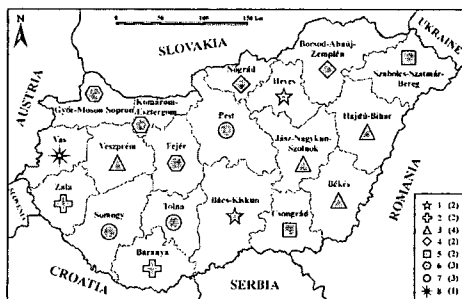 N
0 50 100 150 km
SLOVAKIA
UKRAINE
AUSTRIA
Borsod-Abaúj-
Zemplén
Nógrád
Heves
Szabolcs-Szatmár-
Bereg
Győr-Moson Sopron
Komárom-
Esztergom
Pest
Hajdú-Bihar
Vas
Veszprém
Fejér
Jász-Nagykun-
Szolnok
Zala
Somogy
Tolna
Bács-Kiskun
Csongrád
Békés
Baranya
ROMANIA
SLOVENIA
CROATIA
SERBIA
1 (2)
2 (2)
3 (4)
4 (2)
5 (2)
6 (3)
7 (3)
8 (1)